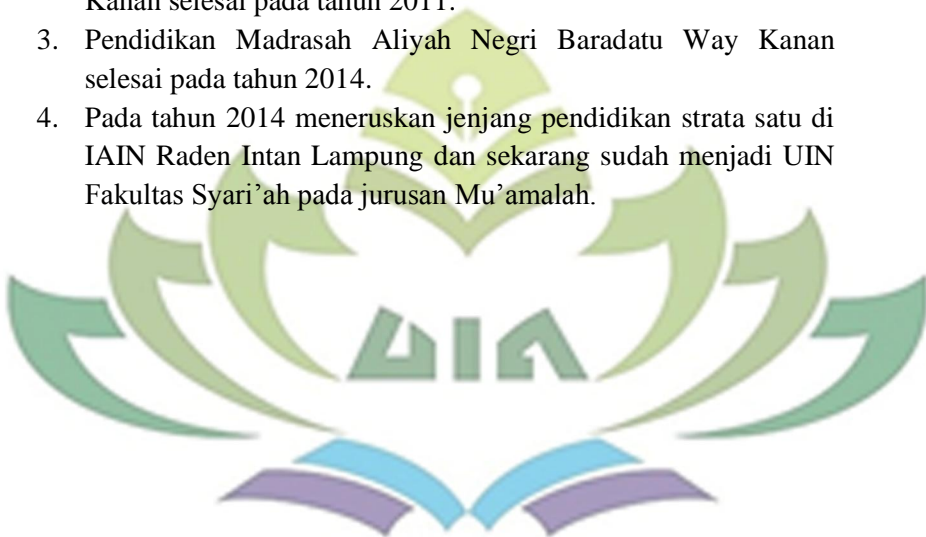 Kanan selesai pada tahun 2011.
3. Pendidikan Madrasah Aliyah Negri Baradatu Way Kanan
selesai pada tahun 2014.
4. Pada tahun 2014 meneruskan jenjang pendidikan strata satu di
IAIN Raden Intan Lampung dan sekarang sudah menjadi UIN
Fakultas Syari’ah pada jurusan Mu’amalah.
UIN